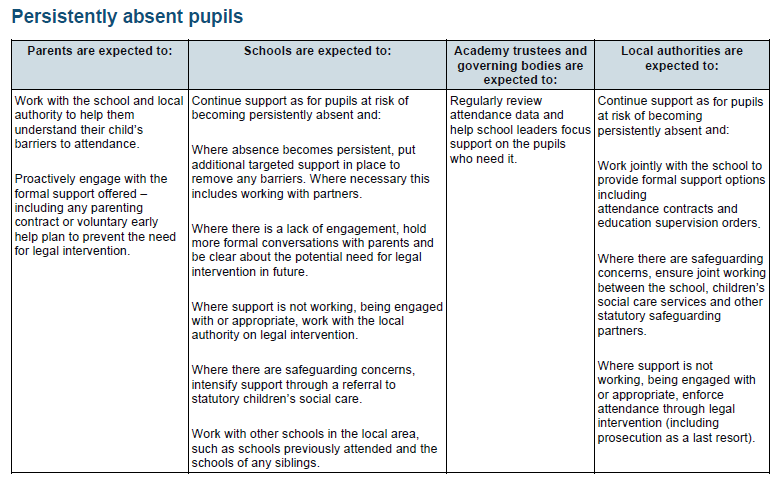 Persistently absent pupils
Parents are expected to:
Schools are expected to:
Academy trustees and
governing bodies are
expected to:
Local authorities are
expected to:
Work with the school and local
authority to help them
understand their child's
barriers to attendance.
Proactively engage with the
formal support offered –
including any parenting
contract or voluntary early
help plan to prevent the need
for legal intervention.
Continue support as for pupils at risk of
becoming persistently absent and:
Where absence becomes persistent, put
additional targeted support in place to
remove any barriers. Where necessary this
includes working with partners.
Where there is a lack of engagement, hold
more formal conversations with parents and
be clear about the potential need for legal
intervention in future.
Where support is not working, being engaged
with or appropriate, work with the local
authority on legal intervention.
Where there are safeguarding concerns,
intensify support through a referral to
statutory children's social care.
Work with other schools in the local area,
such as schools previously attended and the
schools of any siblings.
Regularly review
attendance data and
help school leaders focus
support on the pupils
who need it.
Continue support as for pupils
at risk of becoming
persistently absent and:
Work jointly with the school to
provide formal support options
including
attendance contracts and
education supervision orders.
Where there are safeguarding
concerns, ensure joint working
between the school, children's
social care services and other
statutory safeguarding
partners.
Where support is not
working, being engaged with
or appropriate, enforce
attendance through legal
intervention (including
prosecution as a last resort).